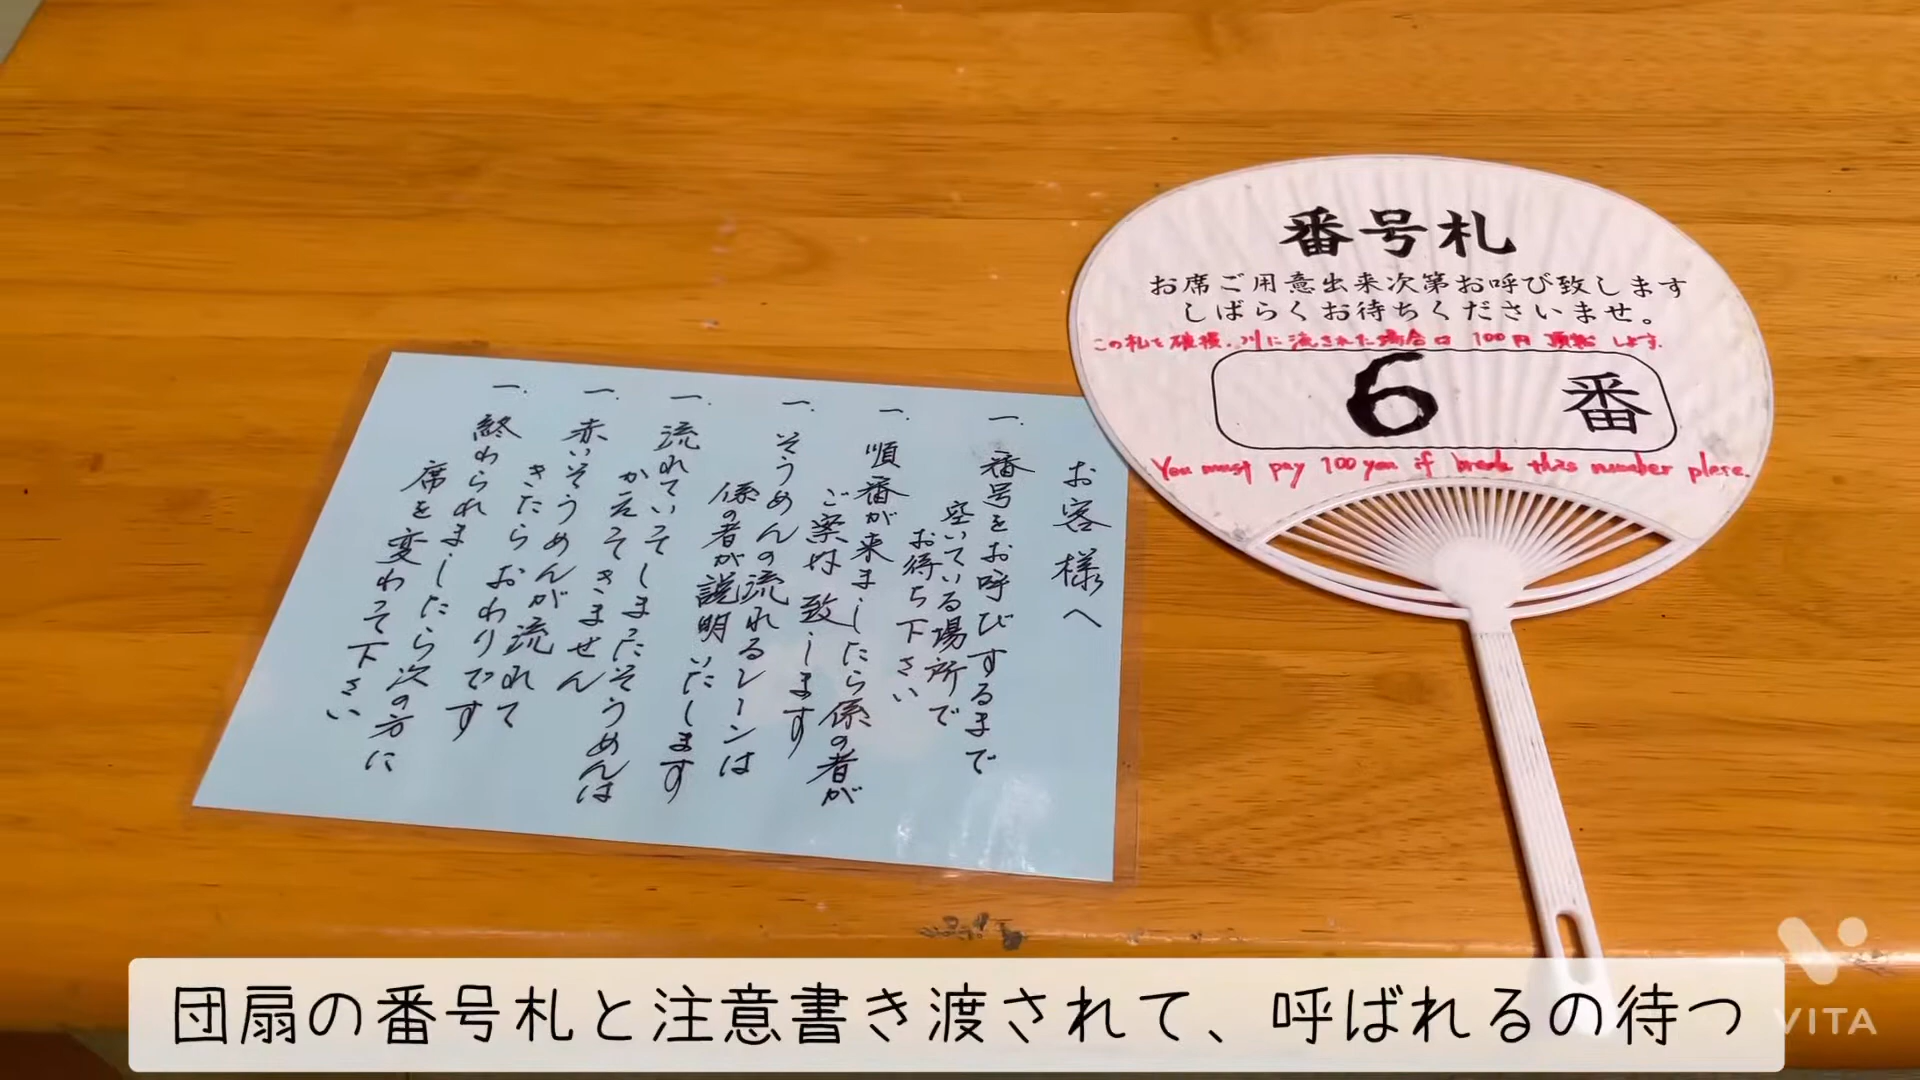 お客様へ
一. 番号をお呼びするまで
空いている場所で
お待ち下さい
一. 順番が来ましたら係の者が
ご案内致します
一. そうめんの流れるレーンは
係の者が説明いたします
一. 流れていってしまったそうめんは
かえってきません
一. 赤いそうめんが流れて
きたらおわりです
一. 終わられましたら次の方に
席を変わって下さい
番号札
お席ご用意出来次第お呼び致します
しばらくお待ちくださいませ。
この札を破損、川に流された場合は 100円 頂戴 します.
6 番
You must pay 100 yen if break this number plese.
団扇の番号札と注意書き渡されて、呼ばれるの待つ
VITA